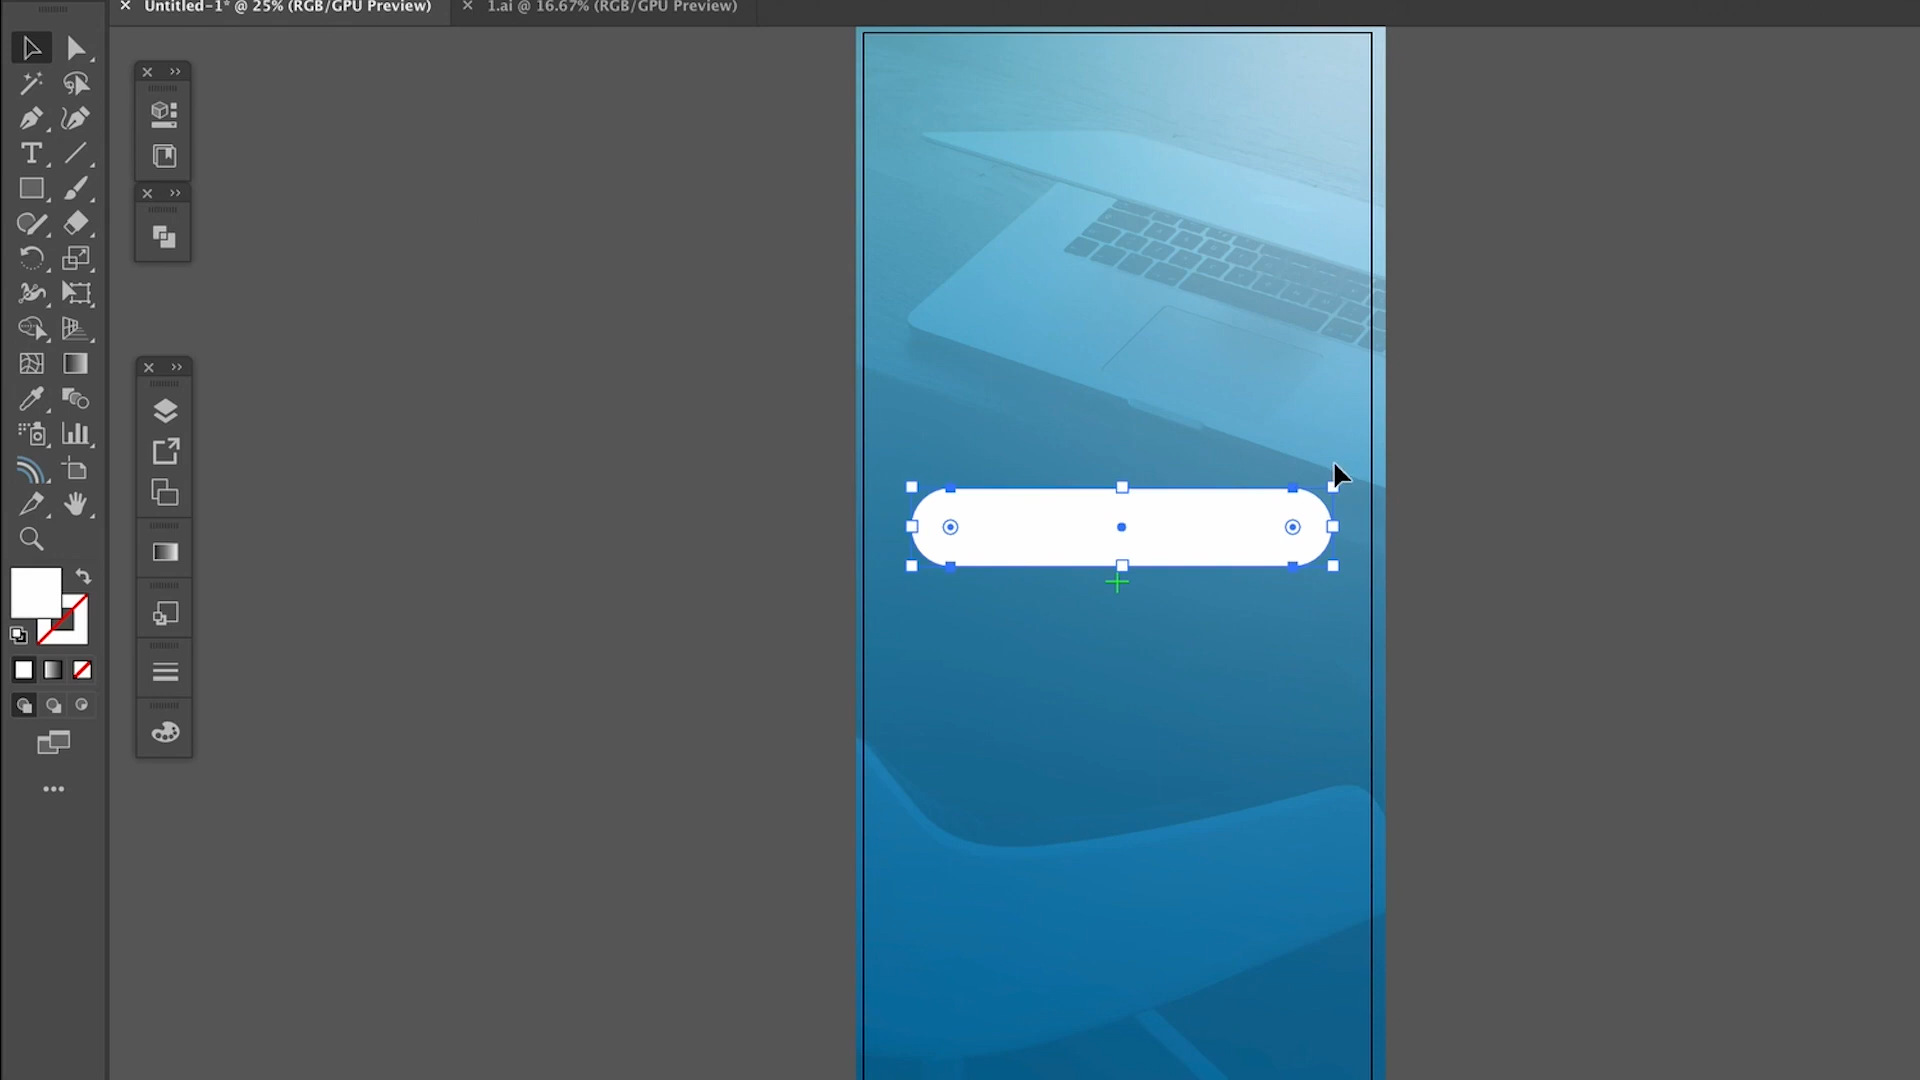 Untitled-1* @ 25% (RGB/GPU Preview)
1.ai @ 16.67% (RGB/GPU Preview)